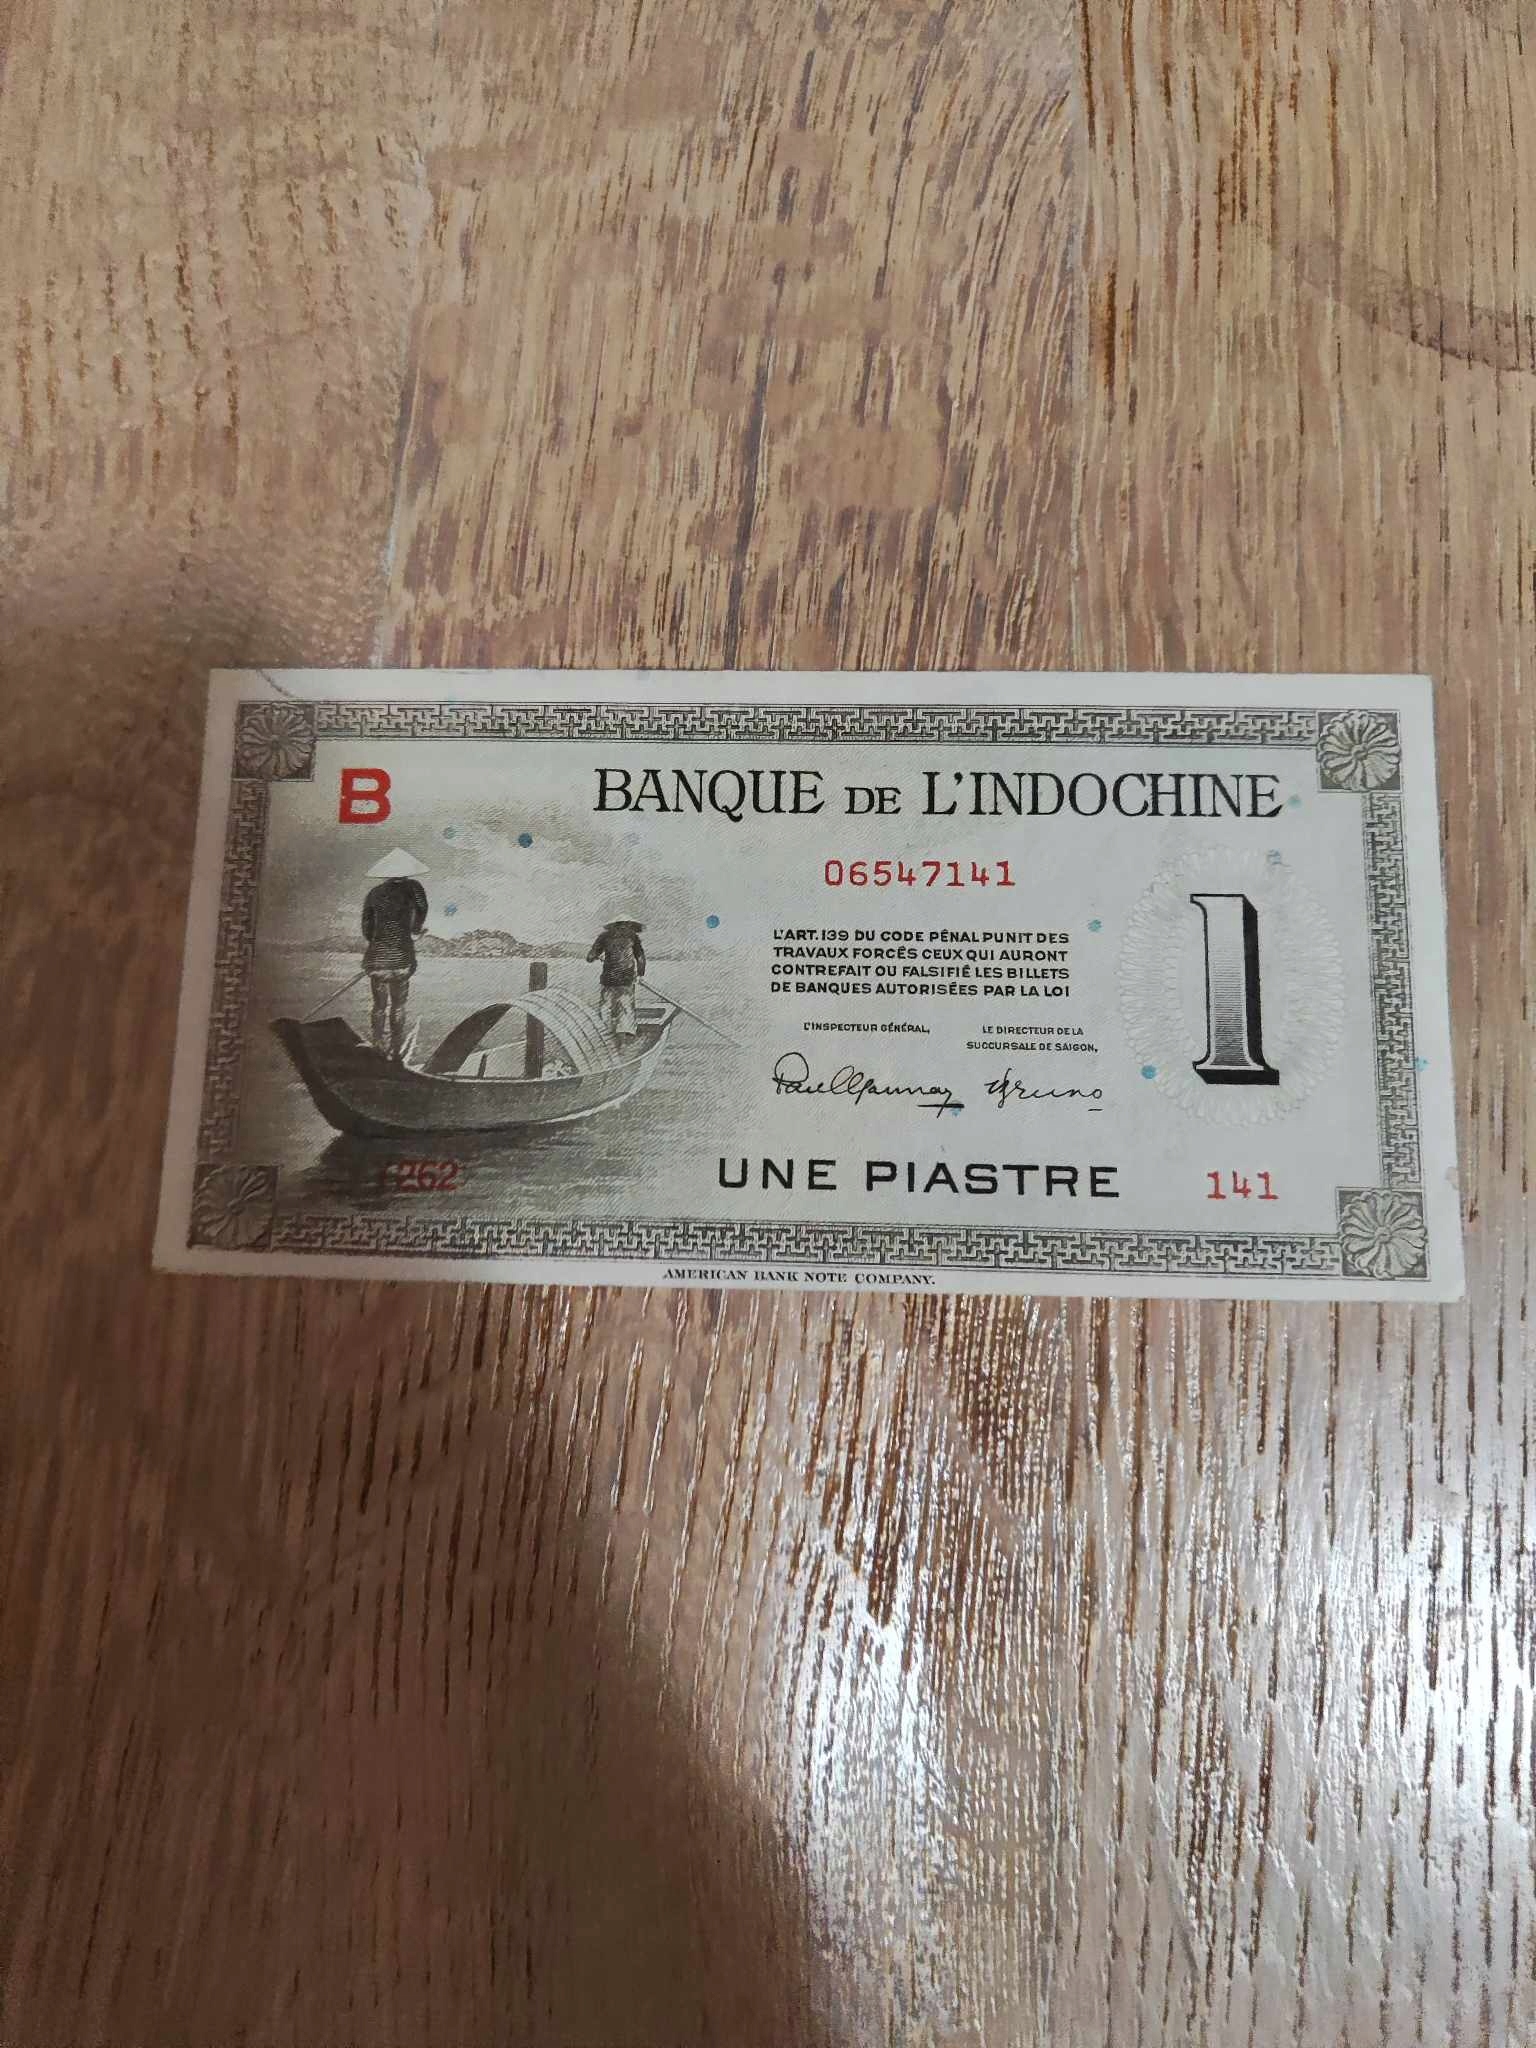 B
BANQUE DE L'INDOCHINE
06547141
L'ART. 139 DU CODE PÉNAL PUNIT DES
TRAVAUX FORCÉS CEUX QUI AURONT
CONTREFAIT OU FALSIFIÉ LES BILLETS
DE BANQUES AUTORISÉES PAR LA LOI
1
L'INSPECTEUR GÉNÉRAL,
LE DIRECTEUR DE LA
SUCCURSALE DE SAIGON,
262
UNE PIASTRE
141
AMERICAN BANK NOTE COMPANY.